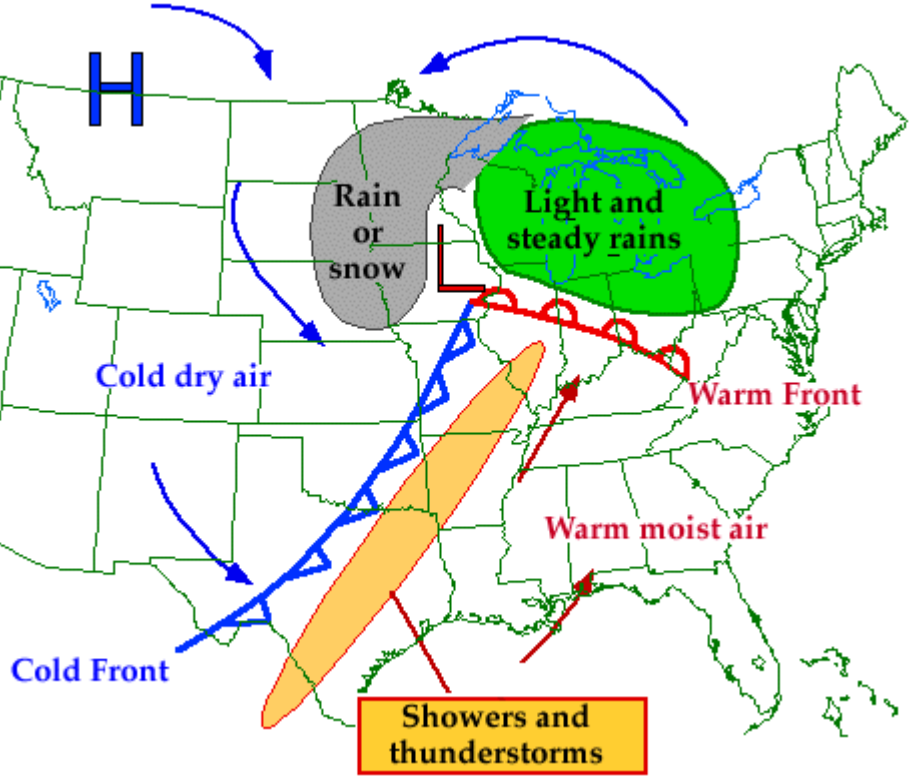 H
Rain
or
snow
Light and
steady rains
L
Cold dry air
Warm Front
Warm moist air
Cold Front
Showers and
thunderstorms